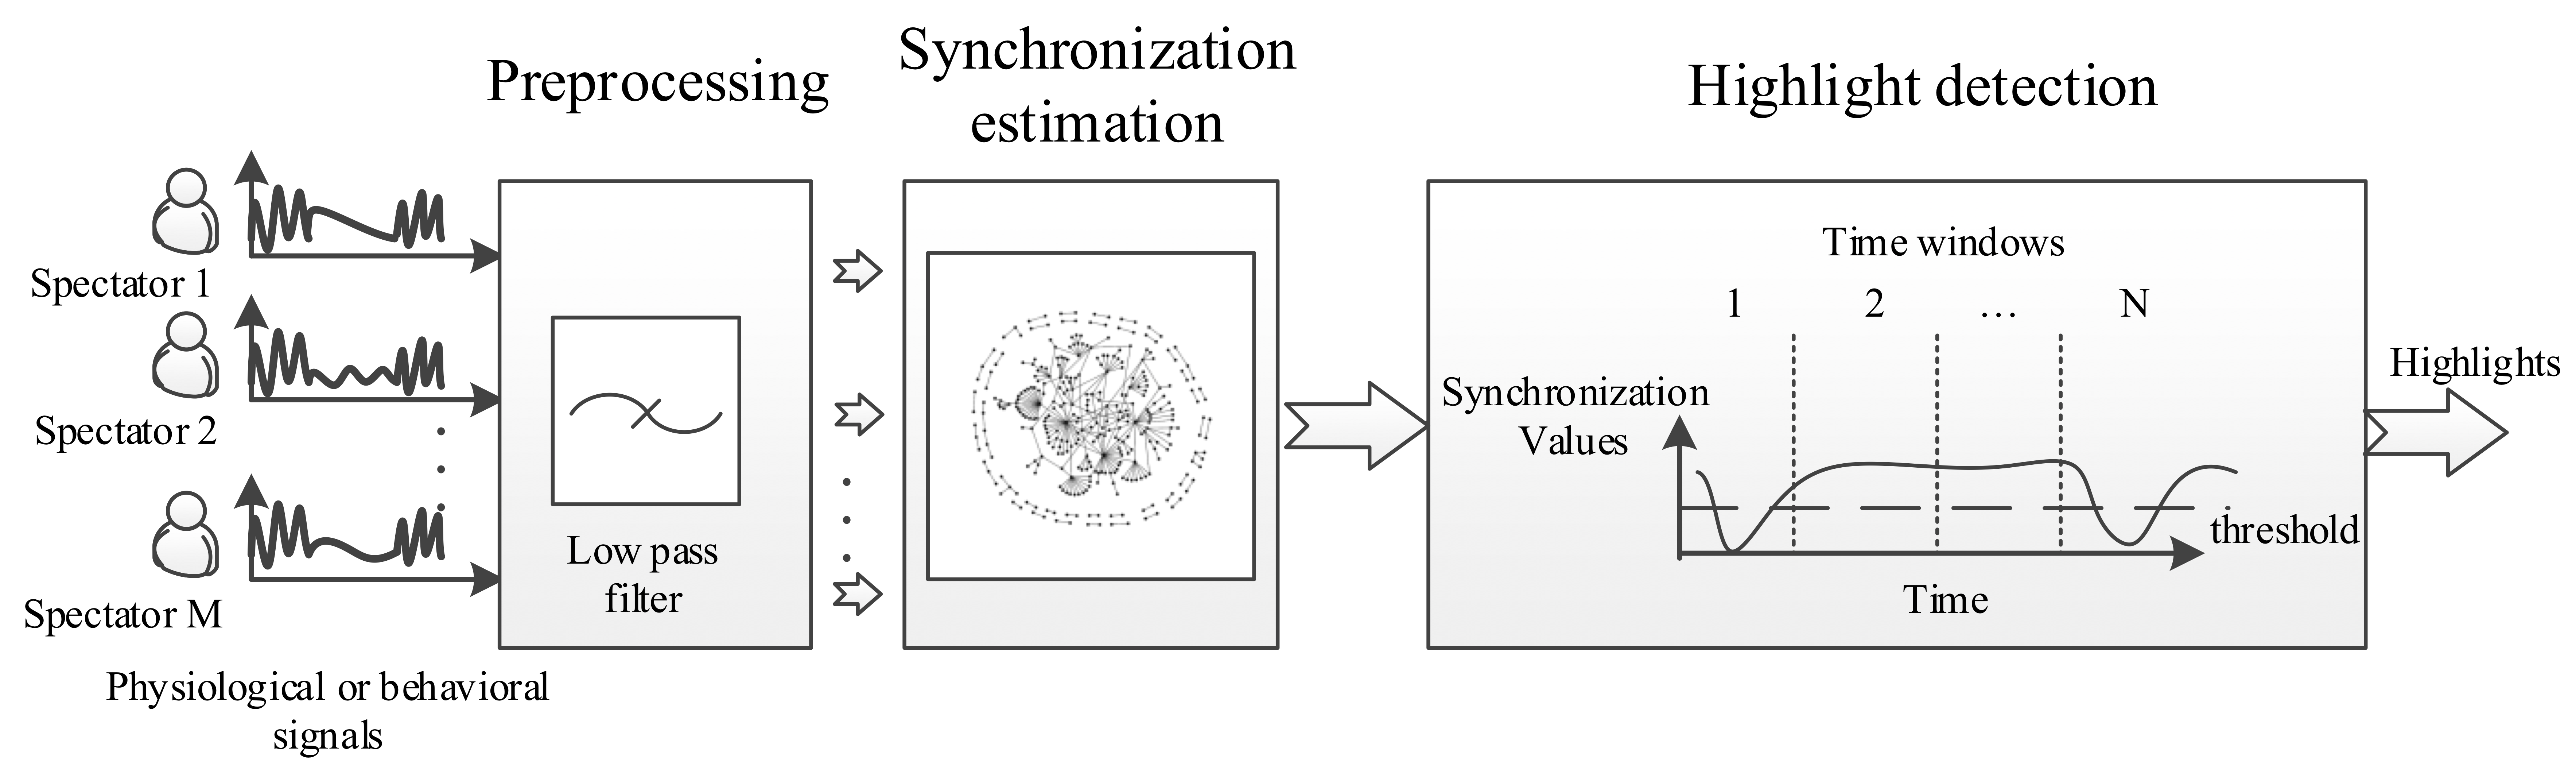 Preprocessing
Synchronization
estimation
Highlight detection
Spectator 1
Spectator 2
Spectator M
Physiological or behavioral
signals
Low pass
filter
Time windows
1 2 ... N
Synchronization
Values
threshold
Time
Highlights